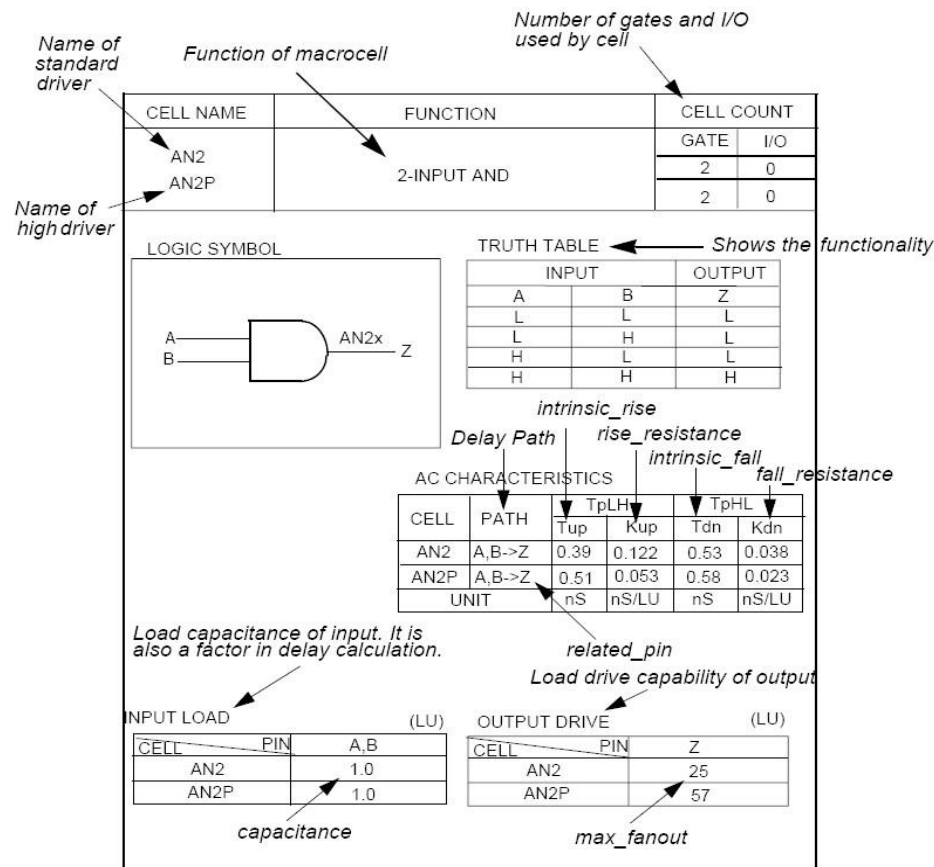 Number of gates and I/O
used by cell
Name of
standard
driver
Function of macrocell
CELL NAME FUNCTION CELL COUNT
GATE I/O
AN2 2 0
AN2P 2-INPUT AND 2 0
Name of
high driver
LOGIC SYMBOL TRUTH TABLE Shows the functionality
INPUT OUTPUT
A B Z
L L L
L H L
H L L
H H H
A AN2x Z
B
intrinsic_rise
Delay Path rise_resistance
intrinsic_fall
fall_resistance
AC CHARACTERISTICS
CELL PATH TpLH TpHL
Tup Kup Tdn Kdn
AN2 A,B->Z 0.39 0.122 0.53 0.038
AN2P A,B->Z 0.51 0.053 0.58 0.023
UNIT nS nS/LU nS nS/LU
Load capacitance of input. It is
also a factor in delay calculation.
related_pin
Load drive capability of output
INPUT LOAD (LU)
CELL PIN A,B
AN2 1.0
AN2P 1.0
capacitance
OUTPUT DRIVE (LU)
CELL PIN Z
AN2 25
AN2P 57
max_fanout